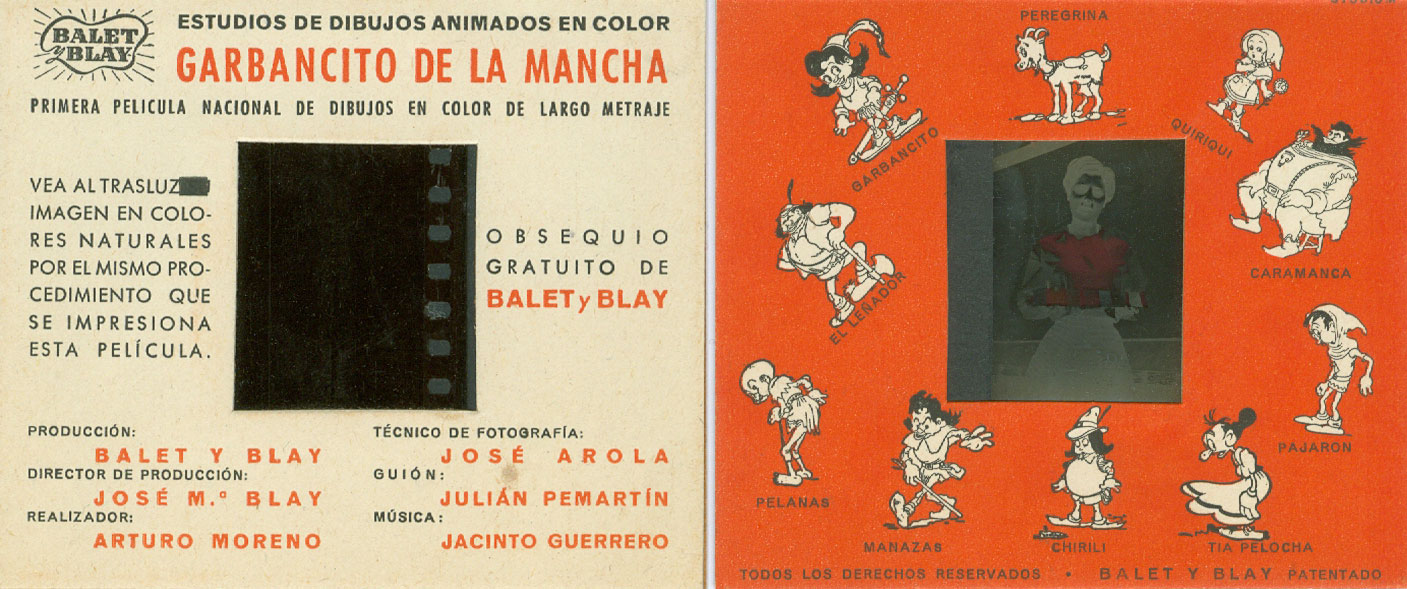 BALET
y BLAY
ESTUDIOS DE DIBUJOS ANIMADOS EN COLOR
GARBANCITO DE LA MANCHA
PRIMERA PELICULA NACIONAL DE DIBUJOS EN COLOR DE LARGO METRAJE
VEA AL TRASLUZ
IMAGEN EN COLO-
RES NATURALES
POR EL MISMO PRO-
CEDIMIENTO QUE
SE IMPRESIONA
ESTA PELÍCULA.
OBSEQUIO
GRATUITO DE
BALET y BLAY
PRODUCCIÓN:
BALET Y BLAY
DIRECTOR DE PRODUCCIÓN:
JOSÉ M.ª BLAY
REALIZADOR:
ARTURO MORENO
TÉCNICO DE FOTOGRAFÍA:
JOSÉ AROLA
GUIÓN:
JULIÁN PEMARTÍN
MÚSICA:
JACINTO GUERRERO
PEREGRINA
GARBANCITO
QUIRIQUI
CARAMANCA
EL LEÑADOR
PAJARON
PELANAS
MANAZAS
CHIRILI
TIA PELOCHA
TODOS LOS DERECHOS RESERVADOS • BALET Y BLAY PATENTADO